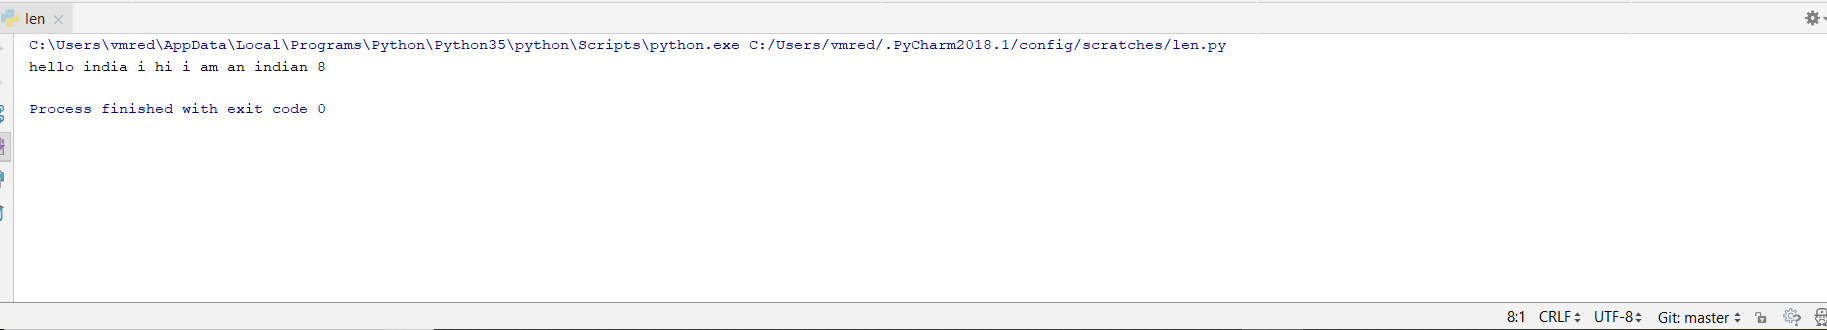 len
C:\Users\vmred\AppData\Local\Programs\Python\Python35\python\Scripts\python.exe C:/Users/vmred/.PyCharm2018.1/config/scratches/len.py
hello india i hi i am an indian 8
Process finished with exit code 0
8:1 CRLF UTF-8 Git: master